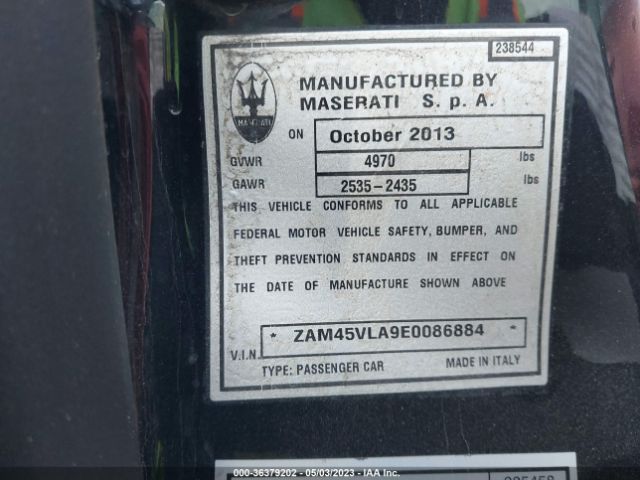 238544
MANUFACTURED BY
MASERATI S. p. A.
MASERATI
ON October 2013
GVWR 4970 lbs
GAWR 2535-2435 lbs
THIS VEHICLE CONFORMS TO ALL APPLICABLE
FEDERAL MOTOR VEHICLE SAFETY, BUMPER, AND
THEFT PREVENTION STANDARDS IN EFFECT ON
THE DATE OF MANUFACTURE SHOWN ABOVE
V.I.N. * ZAM45VLA9E0086884 *
TYPE: PASSENGER CAR MADE IN ITALY
000-36379202 - 05/03/2023 - IAA Inc.